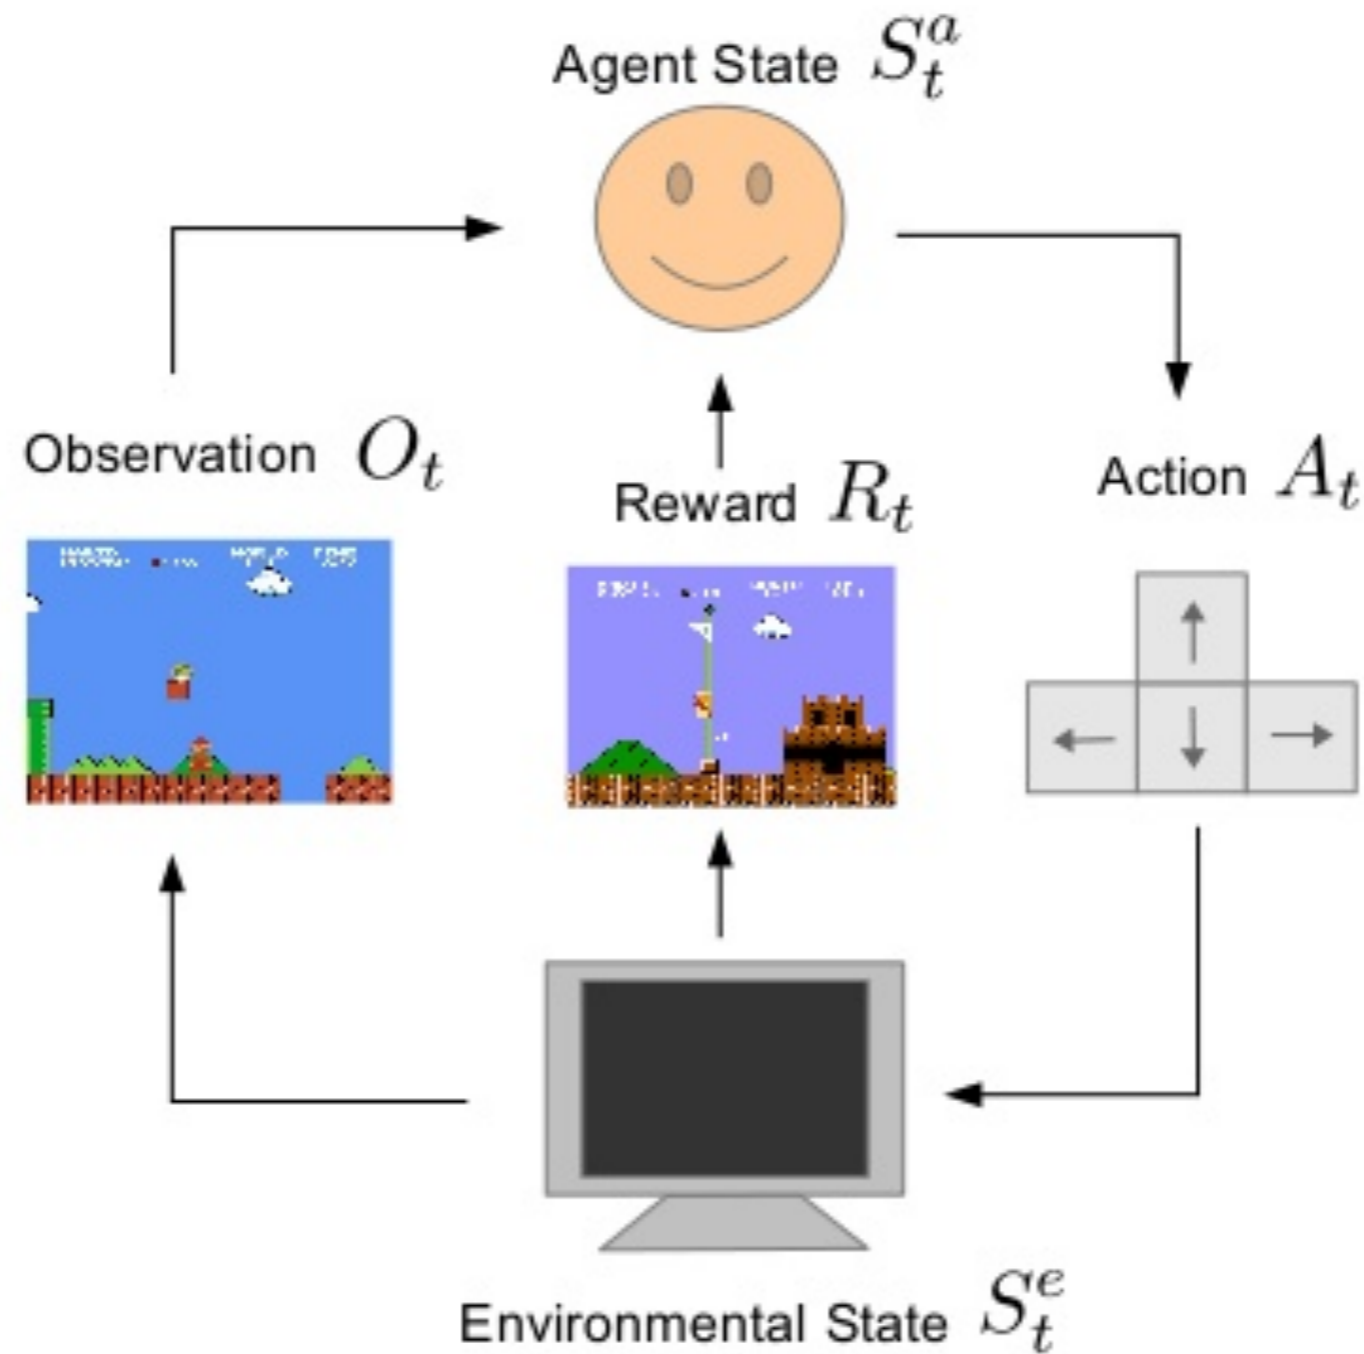 Agent State S_t^a
Observation O_t
Reward R_t
Action A_t
Environmental State S_t^e